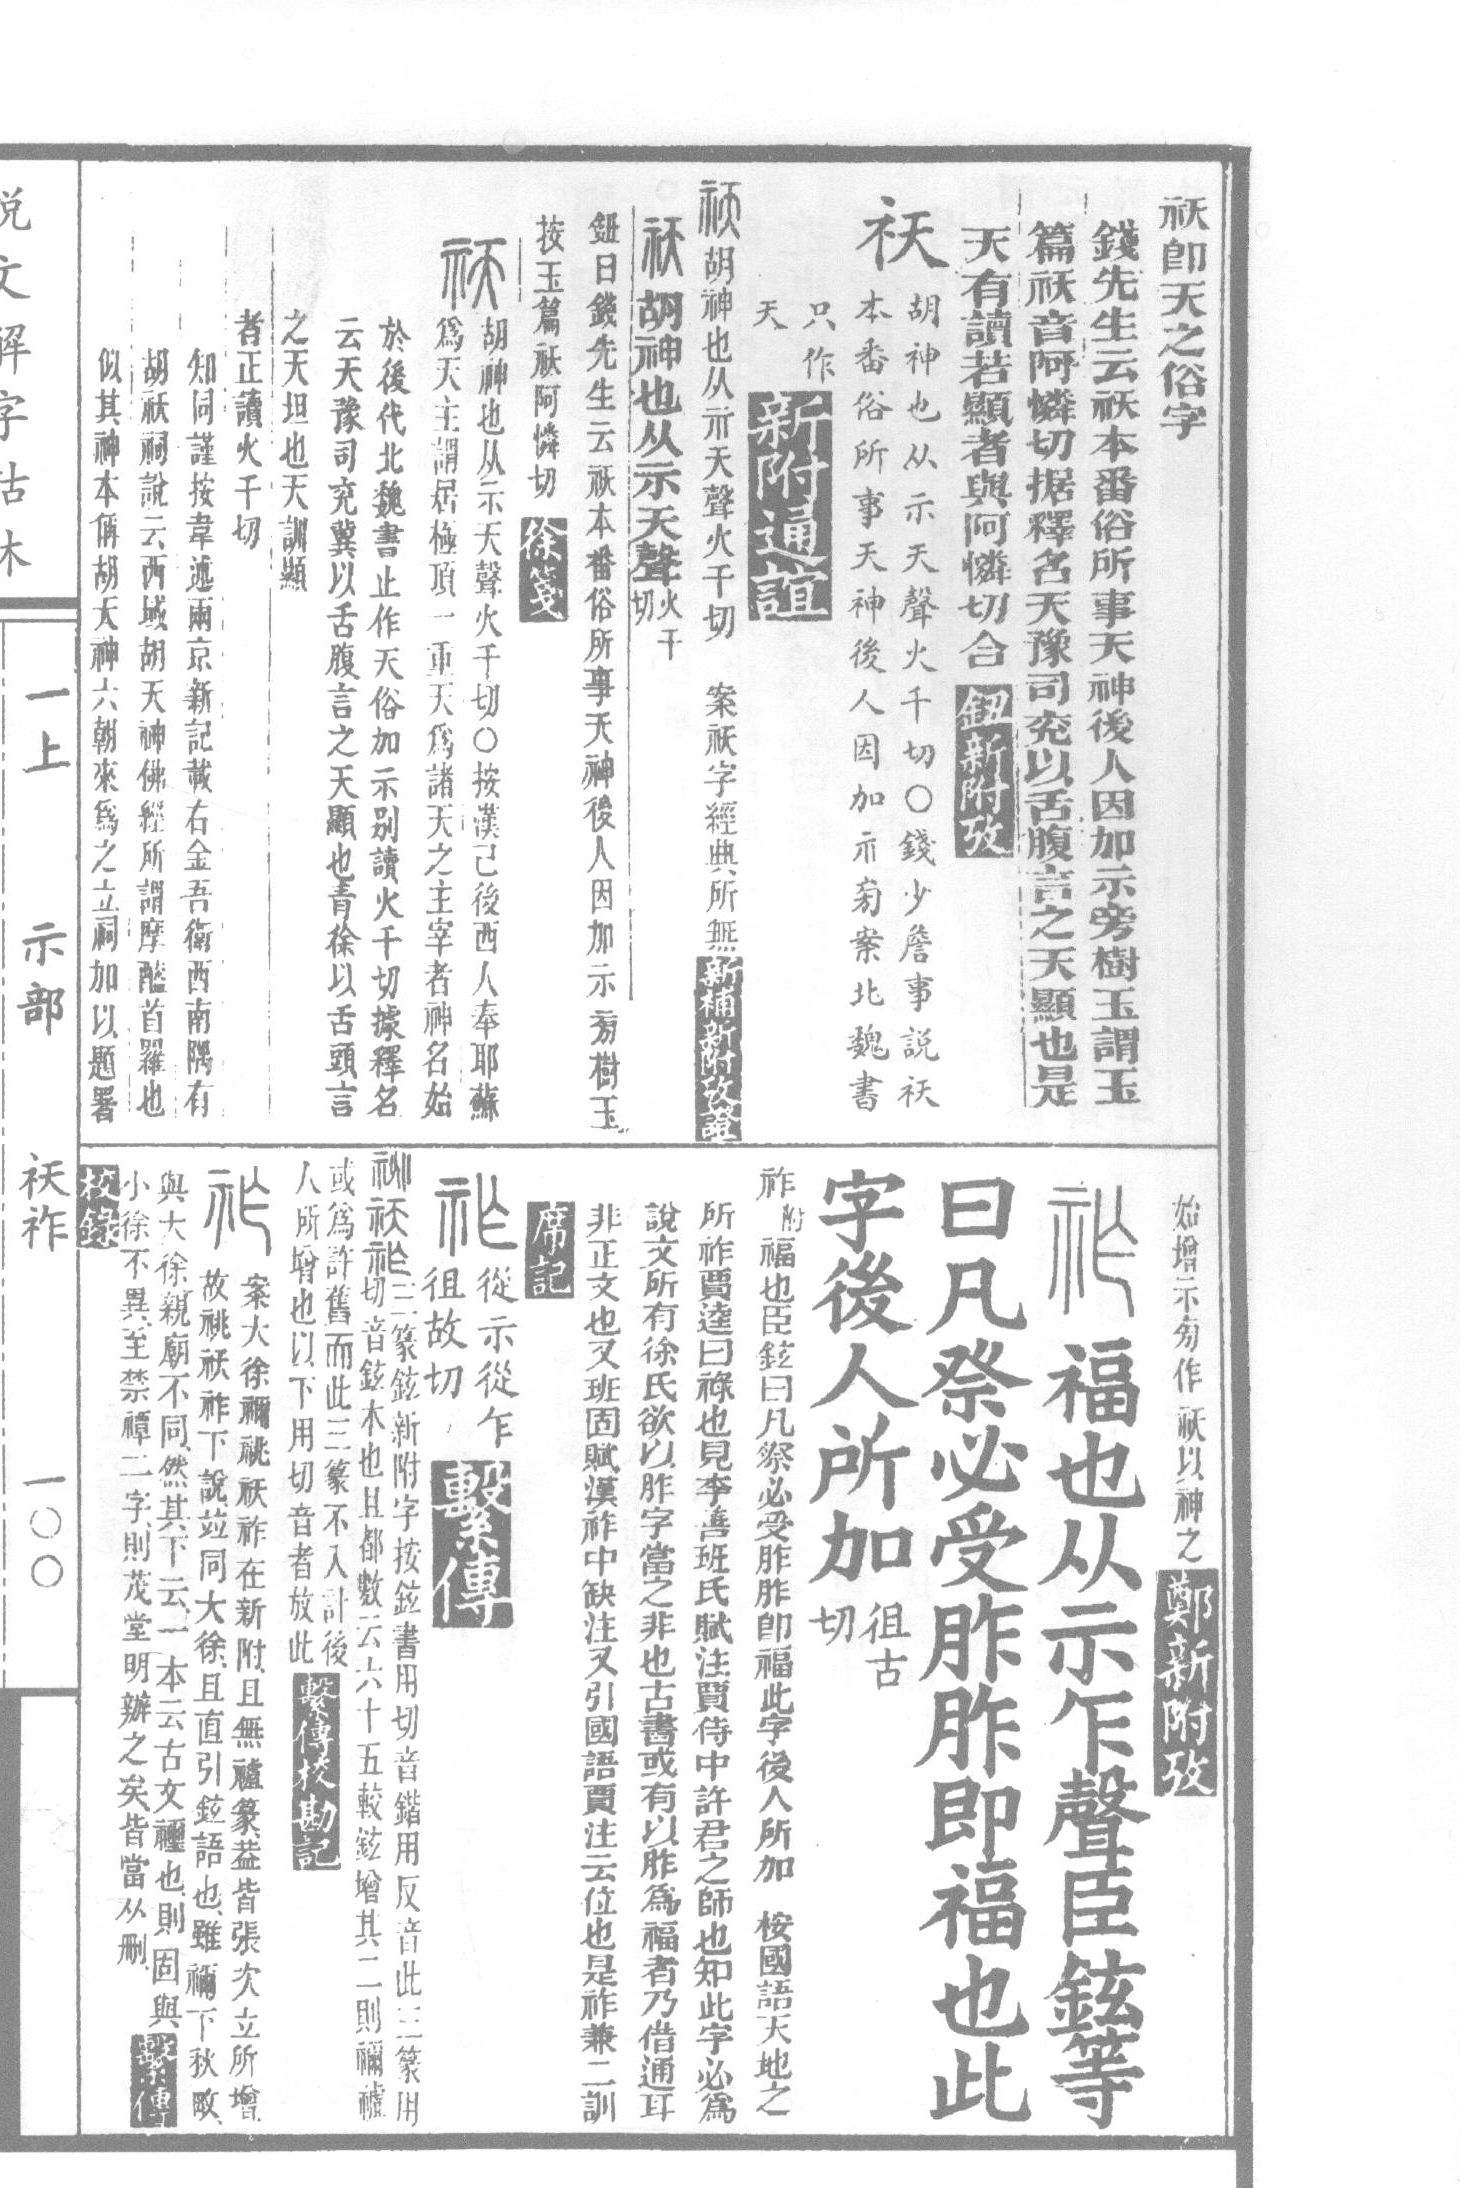 祆卽天之俗字
錢先生云祆本番俗所事天神後人因加示旁樹玉謂玉
篇祆音阿憐切据釋名天豫司兖以舌腹言之天顯也是
天有讀若顯者與阿憐切合 鈕新附攷
祆 胡神也从示天聲火千切○錢少詹事說祆
本番俗所事天神後人因加示㫄案北魏書
只作
天 新附通誼
祆 胡神也从示天聲火千切 案祆字經典所無 新補新附攷證
祆 胡神也从示天聲 火千
切
鈕曰錢先生云祆本番俗所事天神後人因加示㫄樹玉
按玉篇祆阿憐切 徐箋
祆 胡神也从示天聲火千切○按漢已後西人奉耶蘇
爲天主謂居極頂一重天爲諸天之主宰者神名始
於後代北魏書止作天俗加示别讀火千切據釋名
云天豫司兖冀以舌腹言之天顯也青徐以舌頭言
之天坦也天訓顯
者正讀火千切
知同謹按韋述兩京新記載右金吾衛西南隅有
胡祆祠說云西域胡天神佛經所謂摩醯首羅也
似其神本偁胡天神六朝來爲之立祠加以題署
始增示㫄作祆以神之 鄭新附攷
祚 福也从示乍聲臣鉉等
曰凡祭必受胙胙即福也此
字後人所加 徂古
切
祚 附 福也臣鉉曰凡祭必受胙胙卽福此字後人所加 桉國語天地之
所祚賈逵曰祿也見李善班氏賦注賈侍中許君之師也知此字必爲
說文所有徐氏欲以胙字當之非也古書或有以胙爲福者乃借通耳
非正文也又班固賦漢祚中缺注又引國語賈注云位也是祚兼二訓
席記
祚 從示從乍
徂故切 繫傳
祧祆祚 三篆鉉新附字按鉉書用切音鍇用反音此三篆用
切音鉉本也且部數云六十五較鉉增其二則禰禮
或爲許舊而此三篆不入計後
人所增也以下用切音者放此 繫傳校勘記
祚 案大徐禰祧祆祚在新附且無禮篆葢皆張次立所增
故祧祆祚下說竝同大徐且直引鉉語也雖禰下秋畋
與大徐親廟不同然其下云一本云古文禰也則固與
小徐不異至禁禫二字則茂堂明辦之矣皆當从刪 繫傳
校錄
說文解字詁林
一上 示部 祆祚 一○○